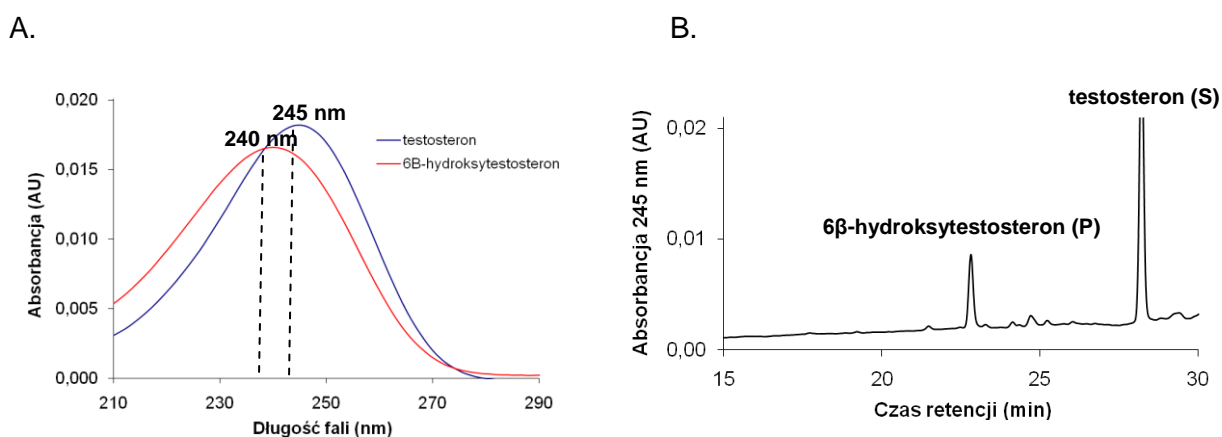 A.
0,020
0,015
0,010
0,005
0,000
Absorbancja (AU)
240 nm
245 nm
testosteron
6B-hydroksytestosteron
210 230 250 270 290
Długość fali (nm)
B.
0,02
0,01
0,00
Absorbancja 245 nm (AU)
testosteron (S)
6β-hydroksytestosteron (P)
15 20 25 30
Czas retencji (min)